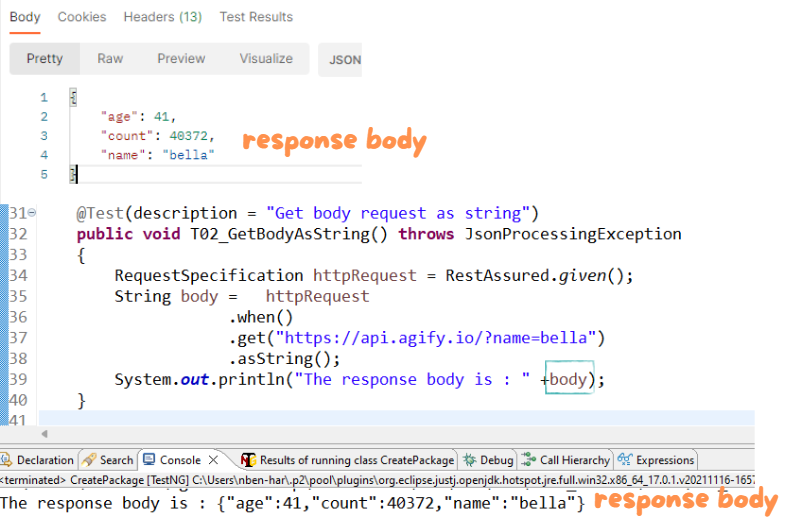 Body Cookies Headers (13) Test Results
Pretty Raw Preview Visualize JSON
1 {
2 "age": 41,
3 "count": 40372,
response body
4 "name": "bella"
5 }
31 @Test(description = "Get body request as string")
32 public void T02_GetBodyAsString() throws JsonProcessingException
33 {
34 RequestSpecification httpRequest = RestAssured.given();
35 String body = httpRequest
36 .when()
37 .get("https://api.agify.io/?name=bella")
38 .asString();
39 System.out.println("The response body is : " +body);
40 }
41
Declaration Search Console Results of running class CreatePackage Debug Call Hierarchy Expressions
<terminated> CreatePackage [TestNG] C:\Users\nben-har\.p2\pool\plugins\org.eclipse.justj.openjdk.hotspot.jre.full.win32.x86_64_17.0.1.v20211116-1657
The response body is : {"age":41,"count":40372,"name":"bella"} response body